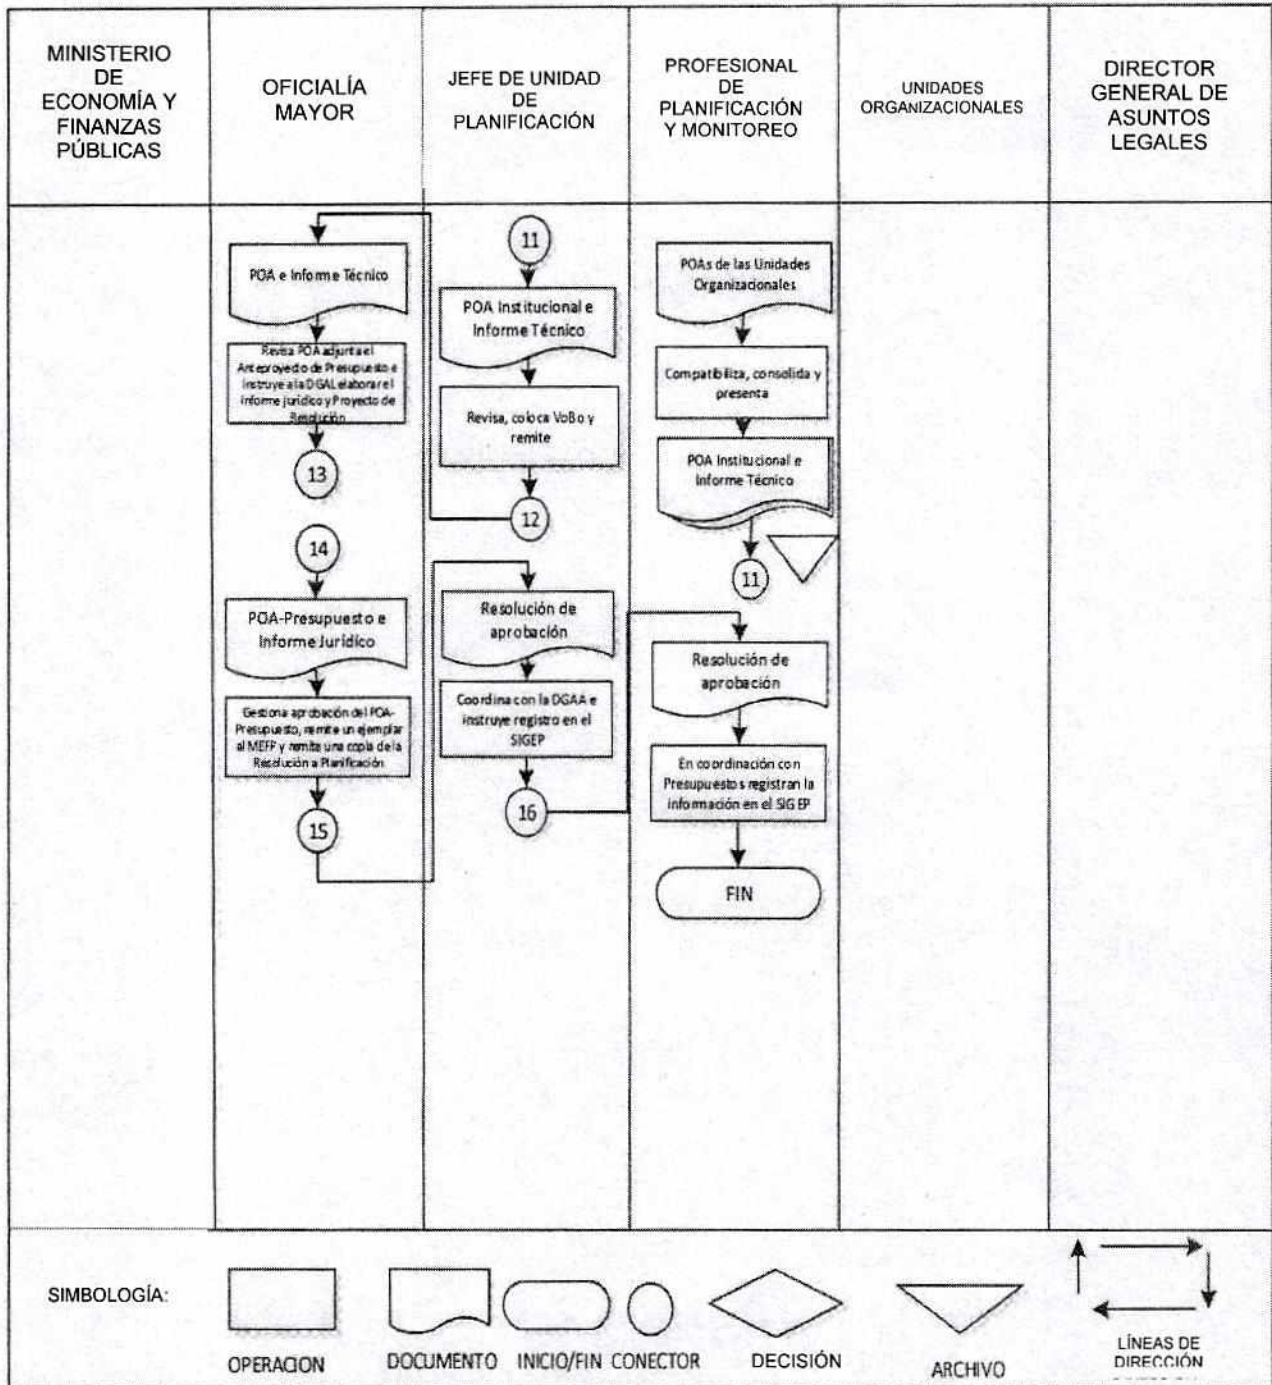 MINISTERIO
DE
ECONOMÍA Y
FINANZAS
PÚBLICAS
OFICIALÍA
MAYOR
JEFE DE UNIDAD
DE
PLANIFICACIÓN
PROFESIONAL
DE
PLANIFICACIÓN
Y MONITOREO
UNIDADES
ORGANIZACIONALES
DIRECTOR
GENERAL DE
ASUNTOS
LEGALES
POA e Informe Técnico
Revisa POA adjunta el
Anteproyecto de Presupuesto e
instruye a la DGAL elaborar el
informe jurídico y Proyecto de
Resolución
13
14
POA-Presupuesto e
Informe Jurídico
Gestiona aprobación del POA-
Presupuesto, remite un ejemplar
al MEFP y remite una copia de la
Resolución a Planificación
15
11
POA Institucional e
Informe Técnico
Revisa, coloca VoBo y
remite
12
Resolución de
aprobación
Coordina con la DGAA e
instruye registro en el
SIGEP
16
POAs de las Unidades
Organizacionales
Compatibiliza, consolida y
presenta
POA Institucional e
Informe Técnico
11
Resolución de
aprobación
En coordinación con
Presupuestos registran la
información en el SIGEP
FIN
SIMBOLOGÍA:
OPERACION
DOCUMENTO
INICIO/FIN
CONECTOR
DECISIÓN
ARCHIVO
LÍNEAS DE
DIRECCIÓN